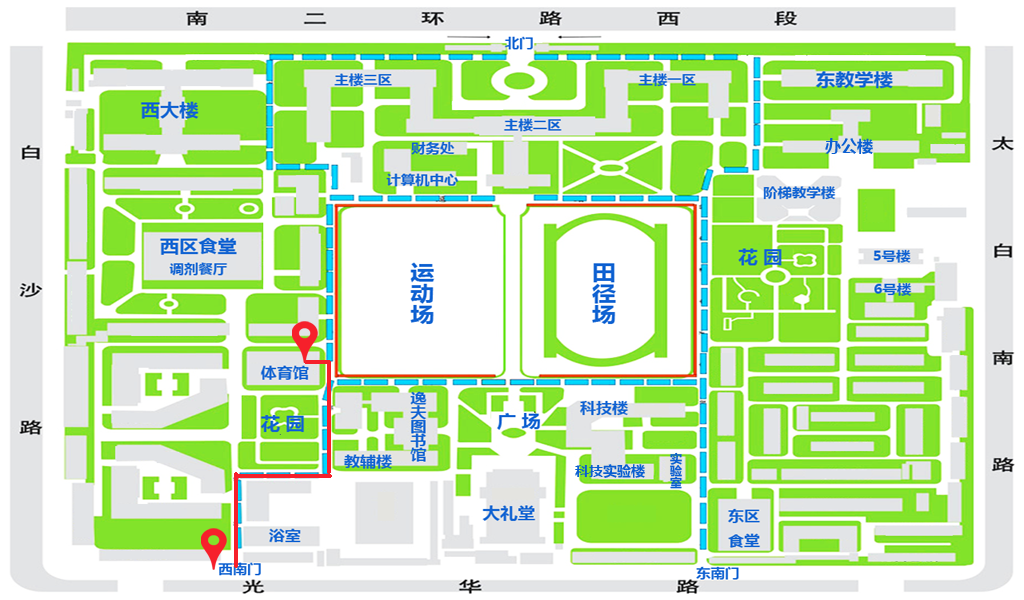 南二环路西段
北门
主楼三区
主楼一区
东教学楼
西大楼
主楼二区
办公楼
财务处
计算机中心
阶梯教学楼
西区食堂
调剂餐厅
运动场
田径场
花园
5号楼
6号楼
体育馆
花园
逸夫图书馆
广场
科技楼
教辅楼
科技实验楼
实验室
大礼堂
东区
食堂
浴室
西南门
东南门
光华路
白沙路
太白南路